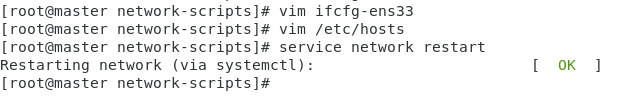 [root@master network-scripts]# vim ifcfg-ens33
[root@master network-scripts]# vim /etc/hosts
[root@master network-scripts]# service network restart
Restarting network (via systemctl):                        [  OK  ]
[root@master network-scripts]#